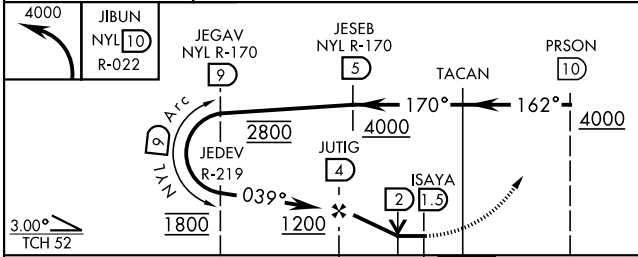 4000
JIBUN
NYL 10
R-022
JEGAV
NYL R-170
9
JESEB
NYL R-170
5
TACAN
PRSON
10
170°
162°
2800
4000
4000
NYL 9 Arc
JEDEV
R-219
039°
JUTIG
4
ISAYA
2
1.5
1800
1200
3.00°
TCH 52